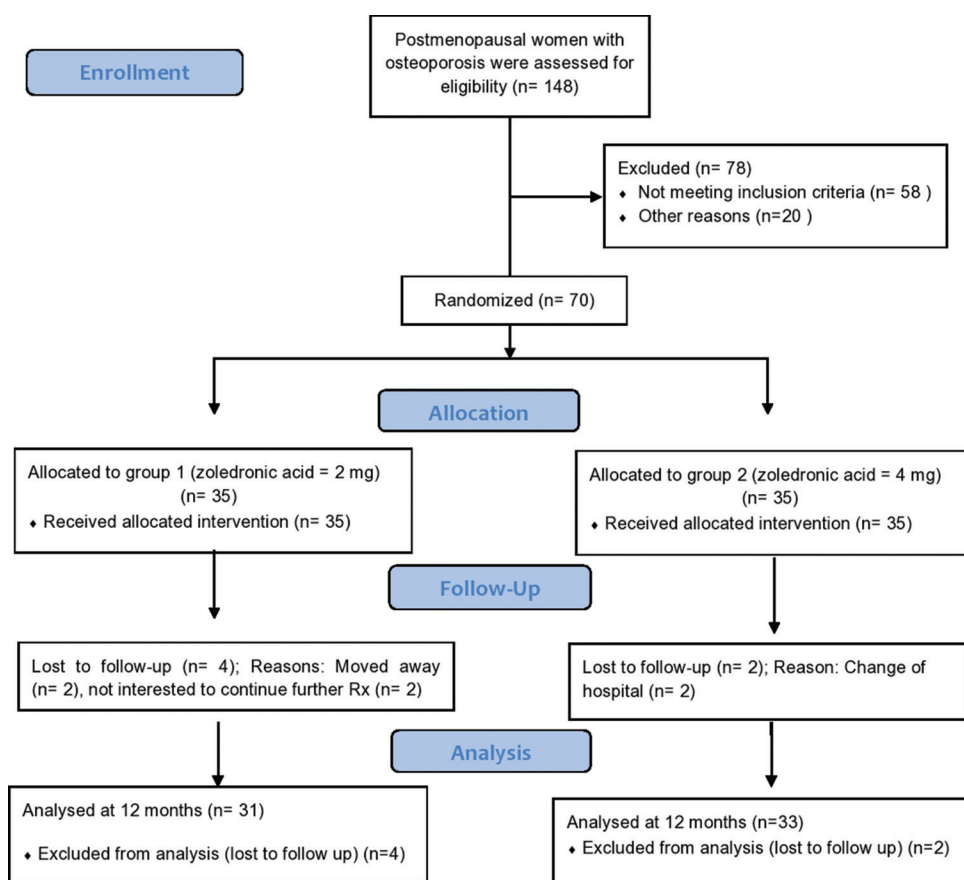 Enrollment
Postmenopausal women with
osteoporosis were assessed for
eligibility (n= 148)
Excluded (n= 78)
♦ Not meeting inclusion criteria (n= 58 )
♦ Other reasons (n=20 )
Randomized (n= 70)
Allocation
Allocated to group 1 (zoledronic acid = 2 mg)
(n= 35)
♦ Received allocated intervention (n= 35)
Allocated to group 2 (zoledronic acid = 4 mg)
(n= 35)
♦ Received allocated intervention (n= 35)
Follow-Up
Lost to follow-up (n= 4); Reasons: Moved away
(n= 2), not interested to continue further Rx (n= 2)
Lost to follow-up (n= 2); Reason: Change of
hospital (n= 2)
Analysis
Analysed at 12 months (n= 31)
♦ Excluded from analysis (lost to follow up) (n=4)
Analysed at 12 months (n=33)
♦ Excluded from analysis (lost to follow up) (n=2)